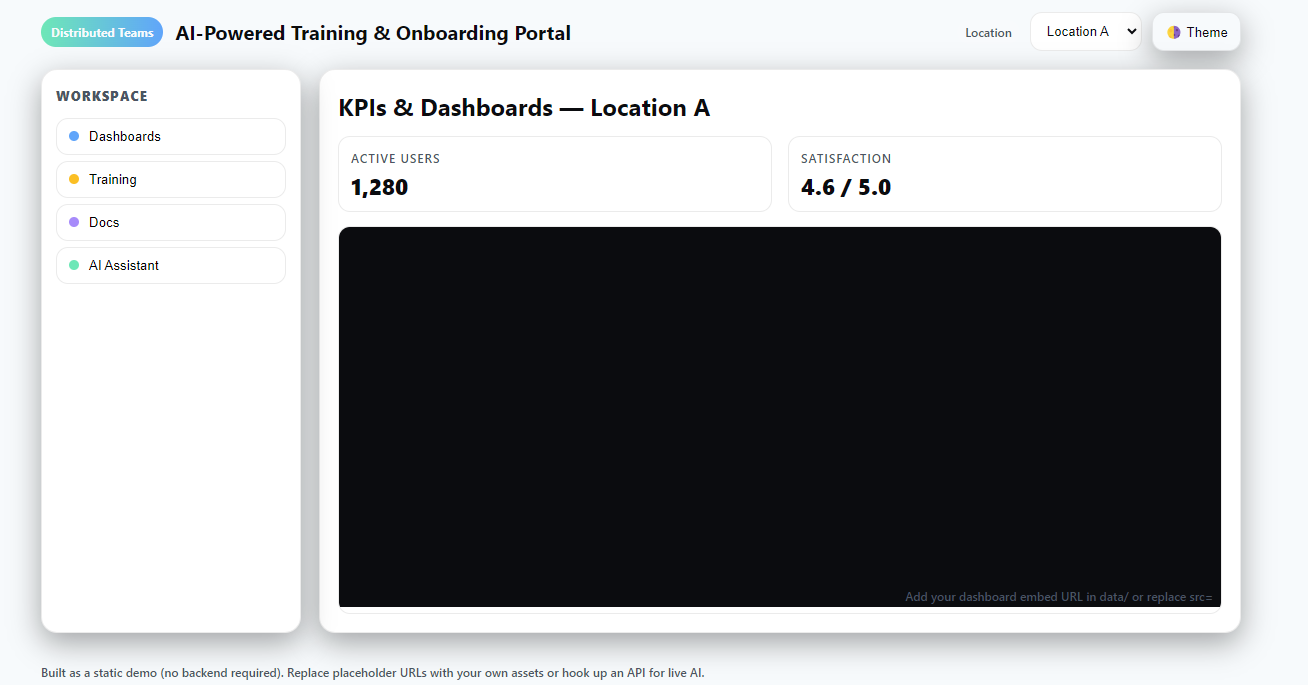 Distributed Teams
AI-Powered Training & Onboarding Portal
Location
Location A
Theme
WORKSPACE
Dashboards
Training
Docs
AI Assistant
KPIs & Dashboards — Location A
ACTIVE USERS
1,280
SATISFACTION
4.6 / 5.0
Add your dashboard embed URL in data/ or replace src=
Built as a static demo (no backend required). Replace placeholder URLs with your own assets or hook up an API for live AI.